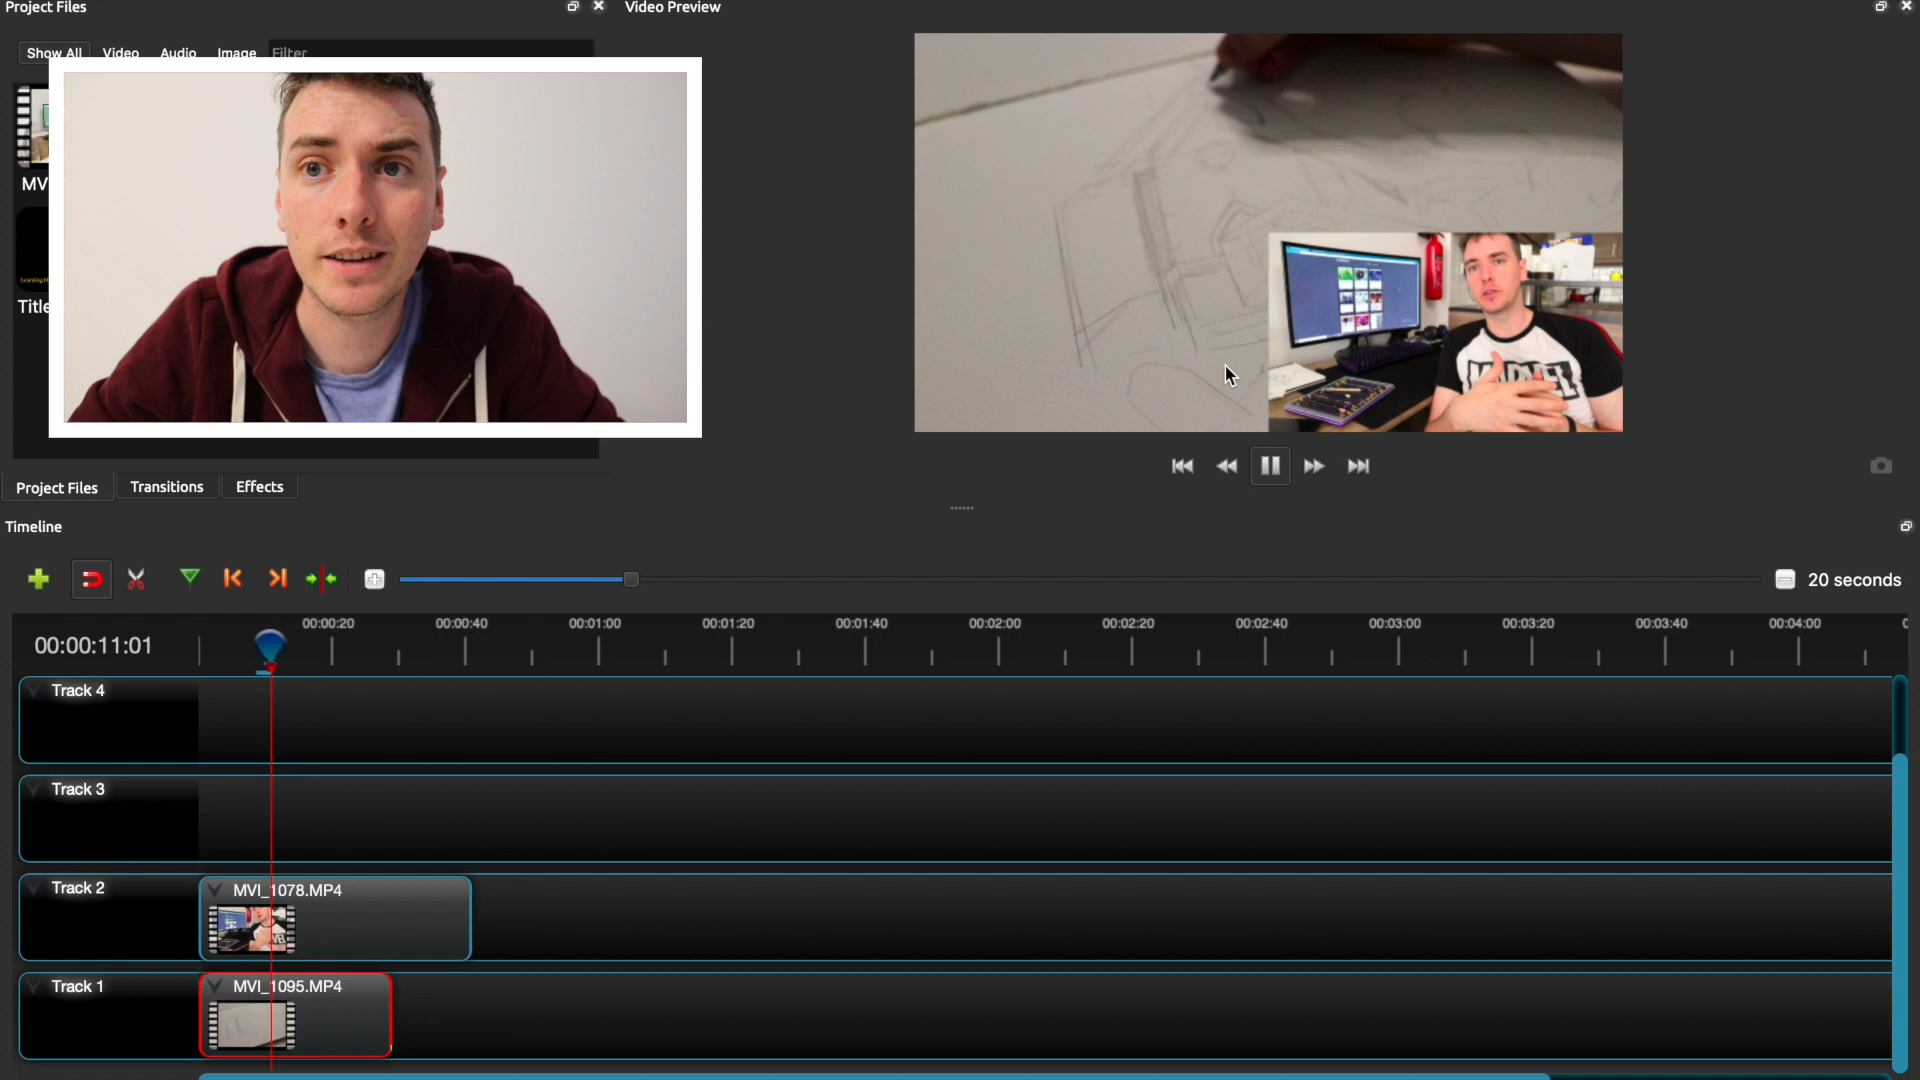 Project Files
Video Preview
Show All Video Audio Image Filter
MV
Title
Project Files Transitions Effects
Timeline
20 seconds
00:00:11:01
00:00:20 00:00:40 00:01:00 00:01:20 00:01:40 00:02:00 00:02:20 00:02:40 00:03:00 00:03:20 00:03:40 00:04:00
Track 4
Track 3
Track 2
MVI_1078.MP4
Track 1
MVI_1095.MP4
MARVEL